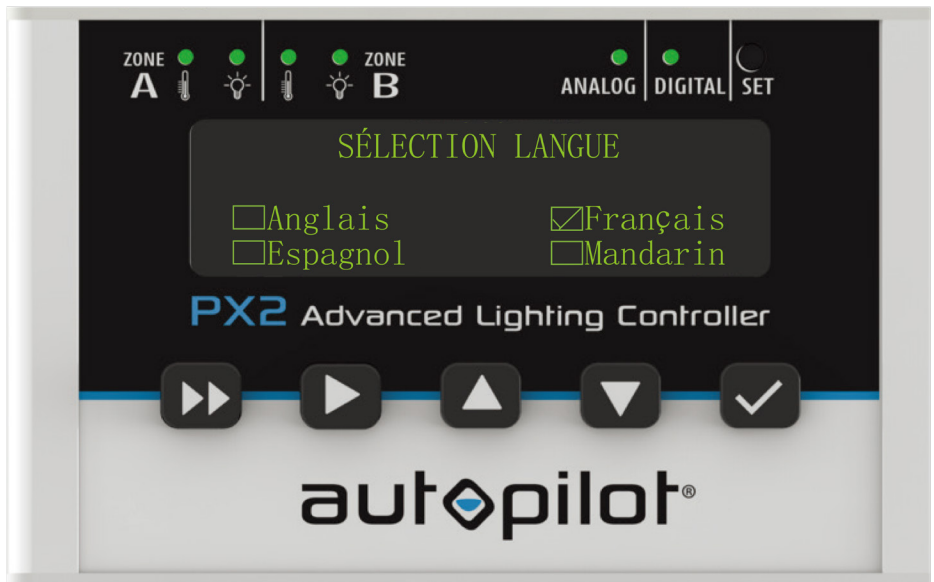 ZONE A
ZONE B
ANALOG DIGITAL SET
SÉLECTION LANGUE
Anglais Français
Espagnol Mandarin
PX2 Advanced Lighting Controller
autopilot®